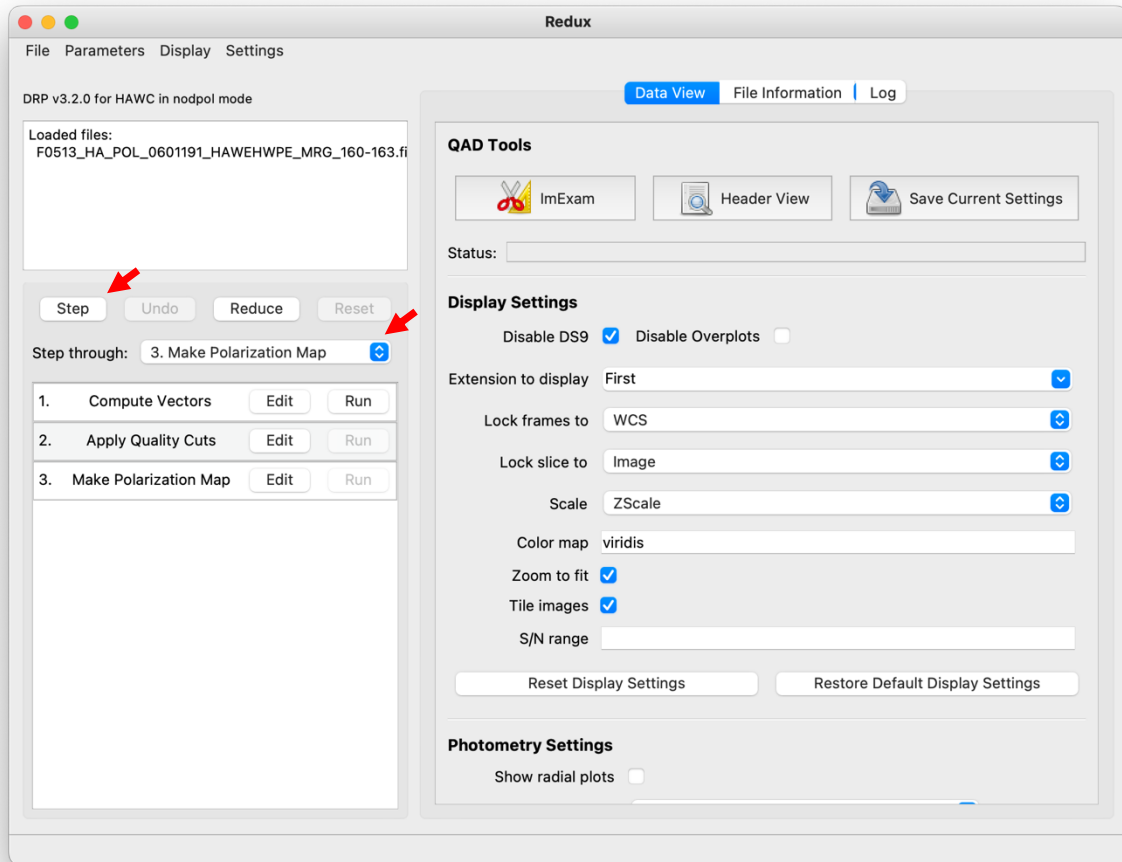 Redux
File Parameters Display Settings
DRP v3.2.0 for HAWC in nodpol mode
Loaded files:
F0513_HA_POL_0601191_HAWEHWPE_MRG_160-163.fi
Step Undo Reduce Reset
Step through: 3. Make Polarization Map
1. Compute Vectors Edit Run
2. Apply Quality Cuts Edit Run
3. Make Polarization Map Edit Run
Data View File Information Log
QAD Tools
ImExam Header View Save Current Settings
Status:
Display Settings
Disable DS9 Disable Overplots
Extension to display First
Lock frames to WCS
Lock slice to Image
Scale ZScale
Color map viridis
Zoom to fit
Tile images
S/N range
Reset Display Settings Restore Default Display Settings
Photometry Settings
Show radial plots